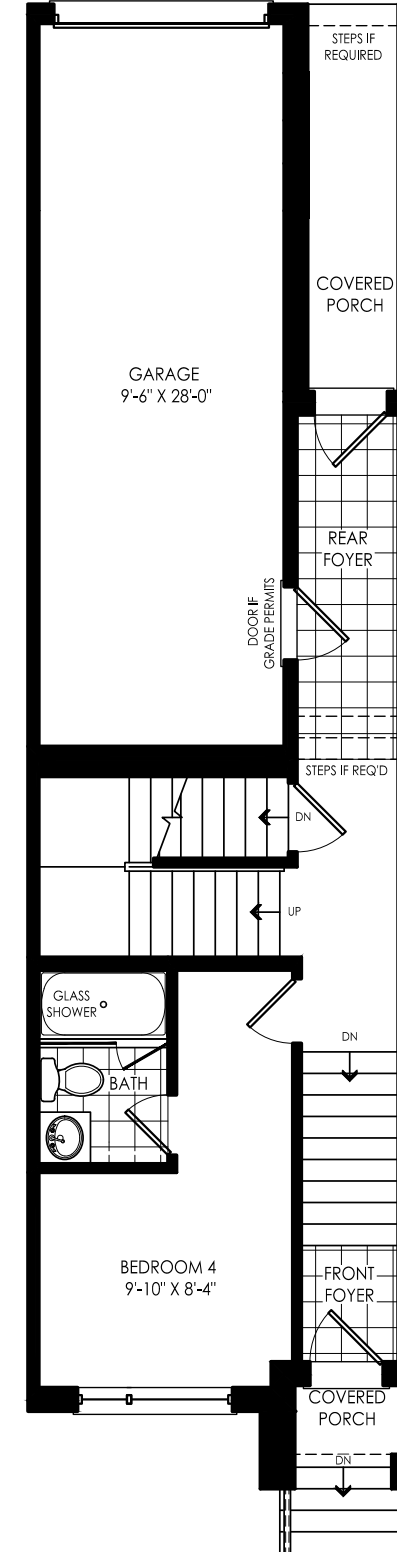 STEPS IF
REQUIRED
COVERED
PORCH
GARAGE
9'-6" X 28'-0"
REAR
FOYER
DOOR IF
GRADE PERMITS
STEPS IF REQ'D
DN
UP
GLASS
SHOWER
DN
BATH
BEDROOM 4
9'-10" X 8'-4"
FRONT
FOYER
COVERED
PORCH
DN